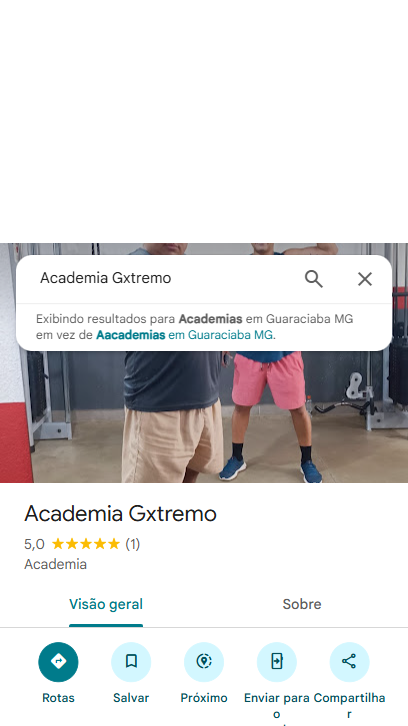 Academia Gxtremo
Exibindo resultados para Academias em Guaraciaba MG
em vez de Aacademias em Guaraciaba MG.
Academia Gxtremo
5,0 (1)
Academia
Visão geral
Sobre
Rotas
Salvar
Próximo
Enviar para o
Compartilhar